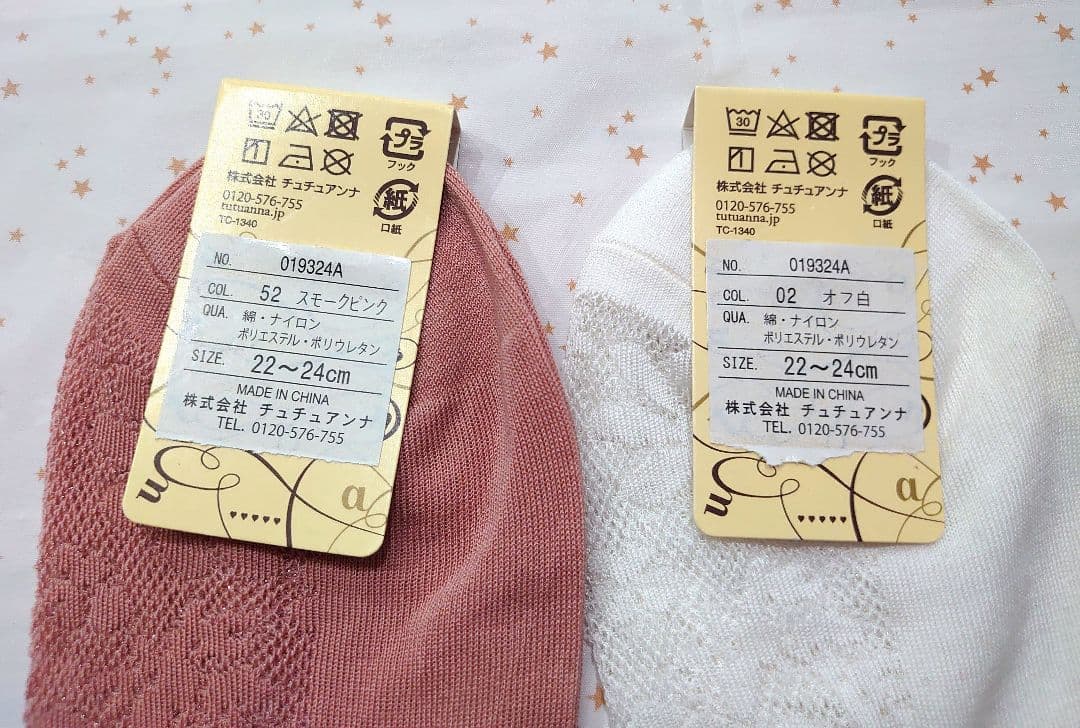 30
プラ
フック
紙
口紙
株式会社 チュチュアンナ
0120-576-755
tutuanna.jp
TC-1340
NO. 019324A
COL. 52 スモークピンク
QUA. 綿・ナイロン
ポリエステル・ポリウレタン
SIZE. 22～24cm
MADE IN CHINA
株式会社 チュチュアンナ
TEL. 0120-576-755
a
30
プラ
フック
紙
口紙
株式会社 チュチュアンナ
0120-576-755
tutuanna.jp
TC-1340
NO. 019324A
COL. 02 オフ白
QUA. 綿・ナイロン
ポリエステル・ポリウレタン
SIZE. 22～24cm
MADE IN CHINA
株式会社 チュチュアンナ
TEL. 0120-576-755
a